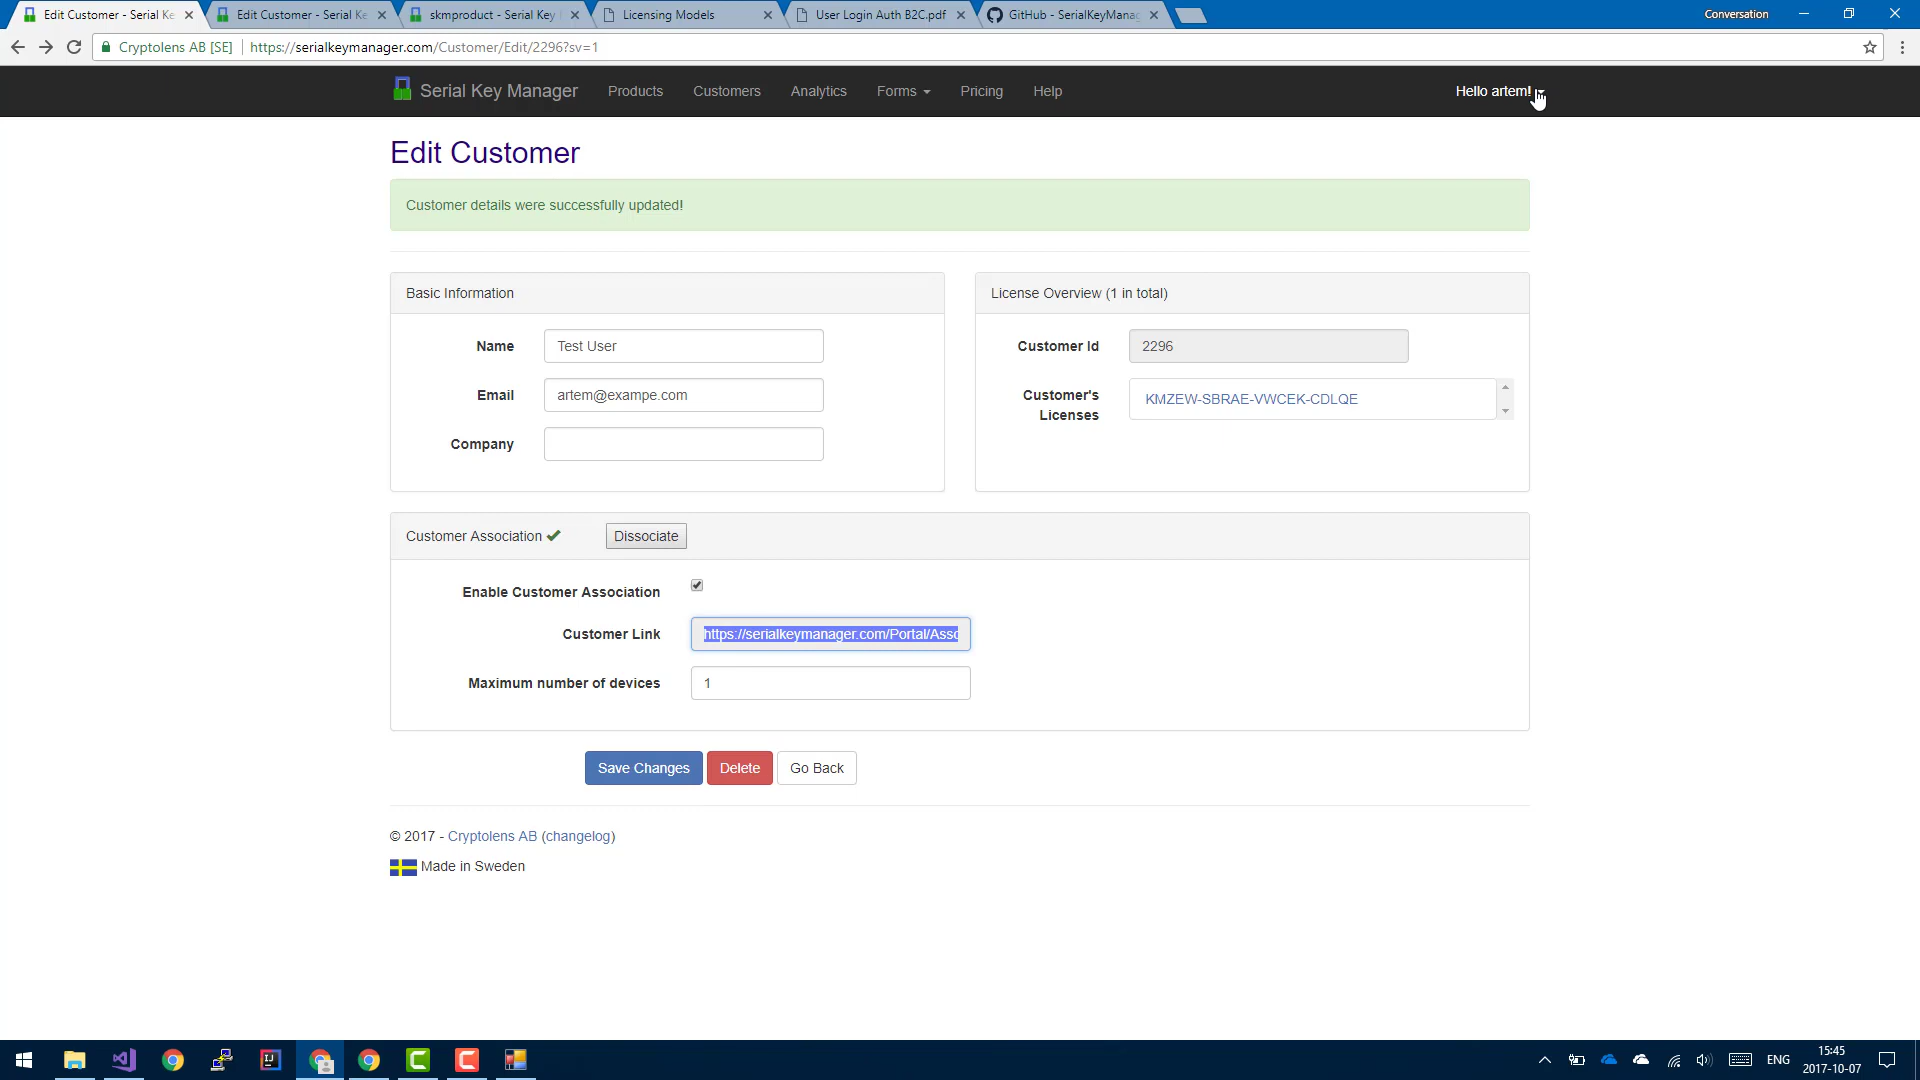 Edit Customer - Serial Ke
Edit Customer - Serial Ke
skmproduct - Serial Key
Licensing Models
User Login Auth B2C.pdf
GitHub - SerialKeyManag
Conversation
Cryptolens AB [SE]
https://serialkeymanager.com/Customer/Edit/2296?sv=1
Serial Key Manager
Products
Customers
Analytics
Forms
Pricing
Help
Hello artem!
Edit Customer
Customer details were successfully updated!
Basic Information
Name
Test User
Email
artem@exampe.com
Company
License Overview (1 in total)
Customer Id
2296
Customer's
Licenses
KMZEW-SBRAE-VWCEK-CDLQE
Customer Association
Dissociate
Enable Customer Association
Customer Link
https://serialkeymanager.com/Portal/Asso
Maximum number of devices
1
Save Changes
Delete
Go Back
© 2017 - Cryptolens AB (changelog)
Made in Sweden
ENG
15:45
2017-10-07